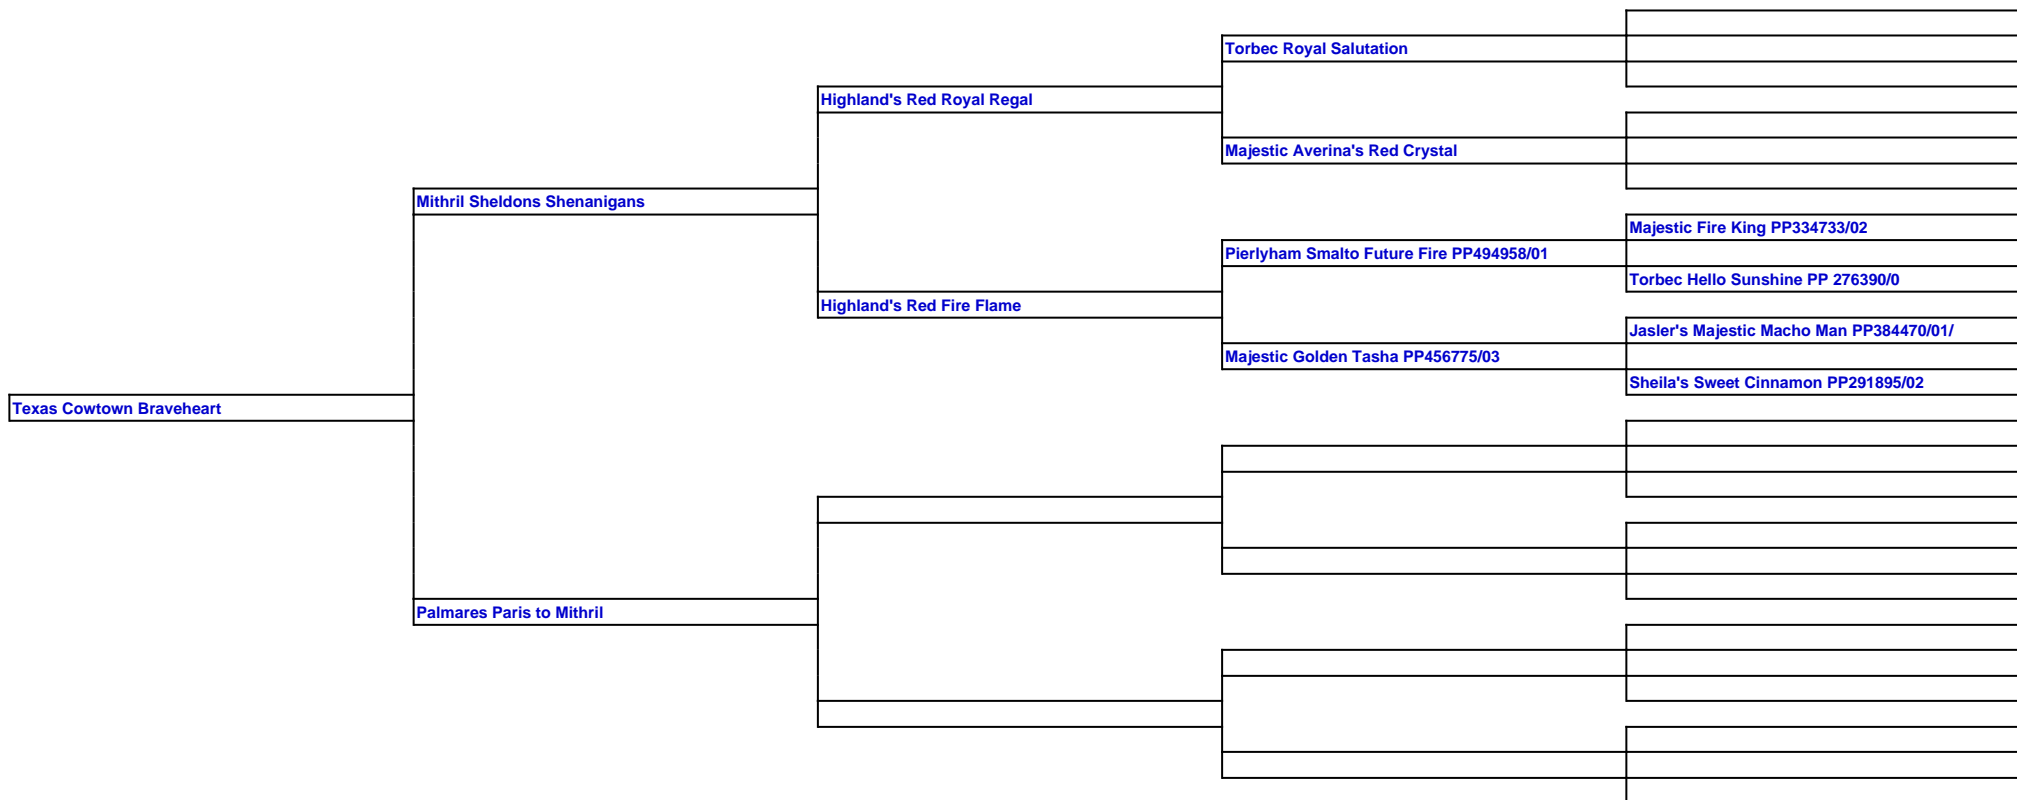 Torbec Royal Salutation
Highland's Red Royal Regal
Majestic Averina's Red Crystal
Mithril Sheldons Shenanigans
Majestic Fire King PP334733/02
Pierlyham Smalto Future Fire PP494958/01
Torbec Hello Sunshine PP 276390/0
Highland's Red Fire Flame
Jasler's Majestic Macho Man PP384470/01/
Majestic Golden Tasha PP456775/03
Sheila's Sweet Cinnamon PP291895/02
Texas Cowtown Braveheart
Palmares Paris to Mithril